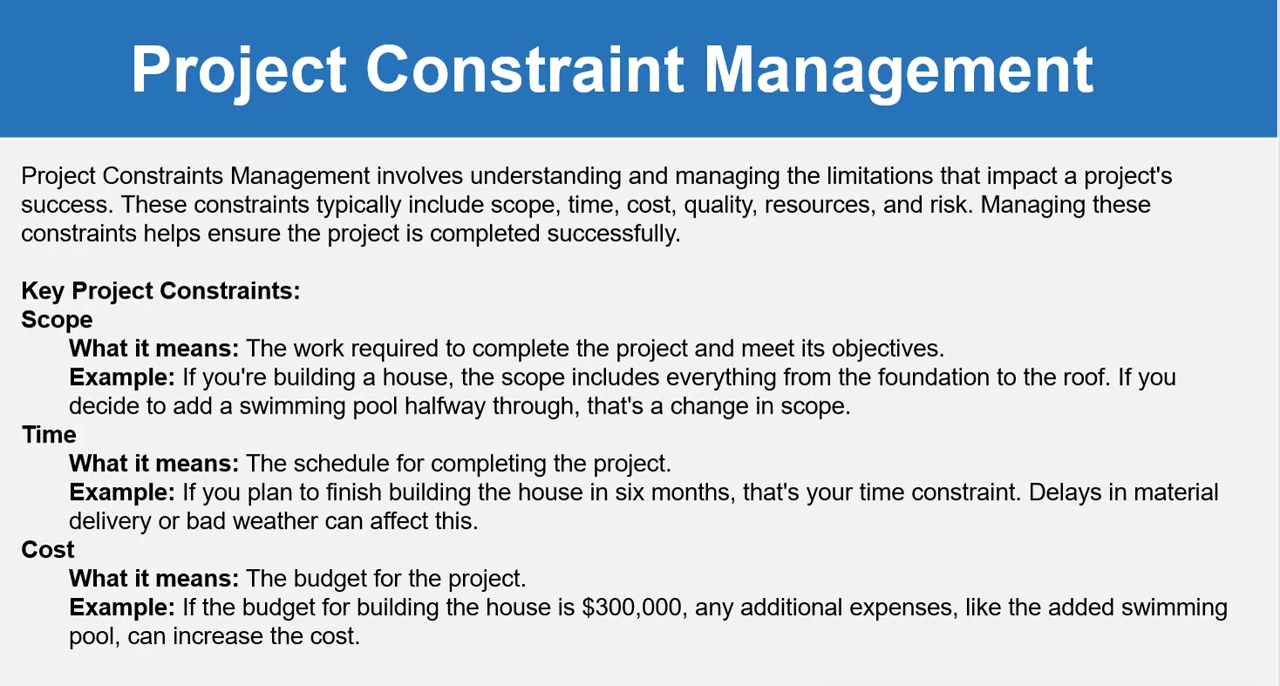 Project Constraint Management
Project Constraints Management involves understanding and managing the limitations that impact a project's
success. These constraints typically include scope, time, cost, quality, resources, and risk. Managing these
constraints helps ensure the project is completed successfully.
Key Project Constraints:
Scope
What it means: The work required to complete the project and meet its objectives.
Example: If you're building a house, the scope includes everything from the foundation to the roof. If you
decide to add a swimming pool halfway through, that's a change in scope.
Time
What it means: The schedule for completing the project.
Example: If you plan to finish building the house in six months, that's your time constraint. Delays in material
delivery or bad weather can affect this.
Cost
What it means: The budget for the project.
Example: If the budget for building the house is $300,000, any additional expenses, like the added swimming
pool, can increase the cost.